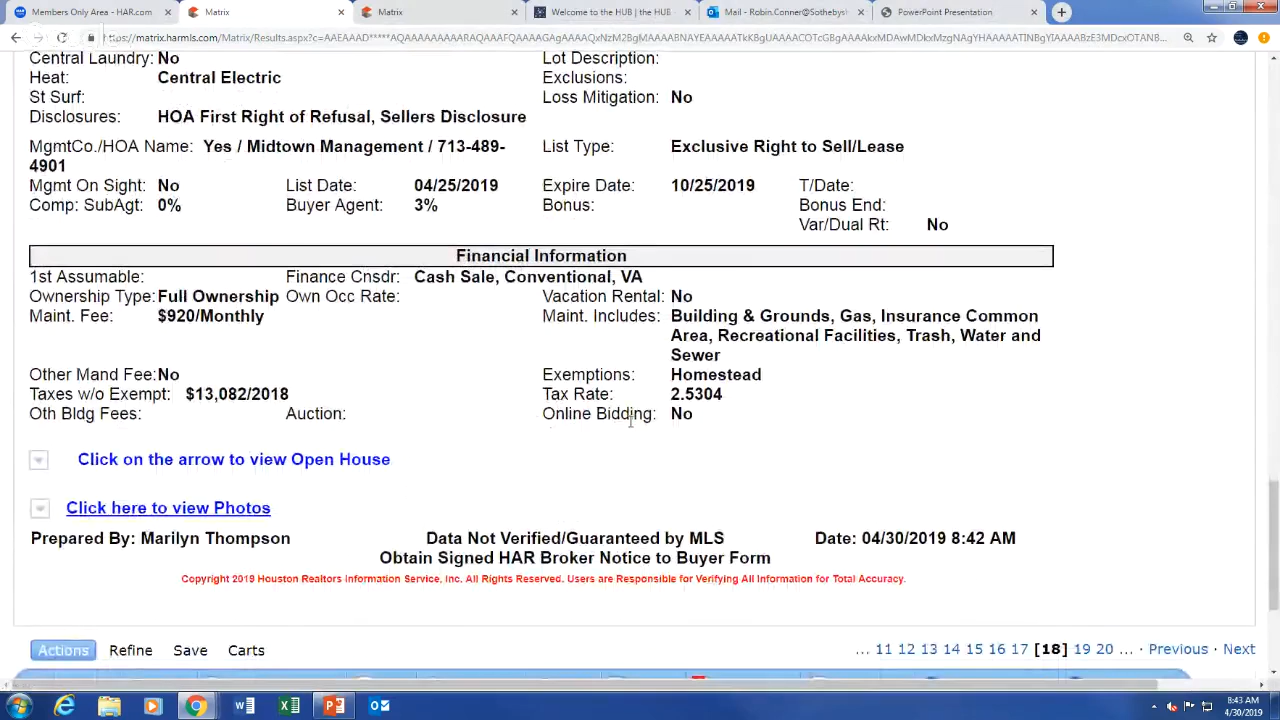 Members Only Area - HAR.com
Matrix
Matrix
Welcome to the HUB | the HUB
Mail - Robin.Conner@Sothebys
PowerPoint Presentation
Central Laundry: No
Lot Description:
Heat: Central Electric
Exclusions:
St Surf:
Loss Mitigation: No
Disclosures: HOA First Right of Refusal, Sellers Disclosure
MgmtCo./HOA Name: Yes / Midtown Management / 713-489-
4901
List Type: Exclusive Right to Sell/Lease
Mgmt On Sight: No List Date: 04/25/2019 Expire Date: 10/25/2019 T/Date:
Comp: SubAgt: 0% Buyer Agent: 3% Bonus: Bonus End:
Var/Dual Rt: No
Financial Information
1st Assumable: Finance Cnsdr: Cash Sale, Conventional, VA
Ownership Type: Full Ownership Own Occ Rate: Vacation Rental: No
Maint. Fee: $920/Monthly Maint. Includes: Building & Grounds, Gas, Insurance Common
Area, Recreational Facilities, Trash, Water and
Sewer
Other Mand Fee: No Exemptions: Homestead
Taxes w/o Exempt: $13,082/2018 Tax Rate: 2.5304
Oth Bldg Fees: Auction: Online Bidding: No
Click on the arrow to view Open House
Click here to view Photos
Prepared By: Marilyn Thompson Data Not Verified/Guaranteed by MLS Date: 04/30/2019 8:42 AM
Obtain Signed HAR Broker Notice to Buyer Form
Copyright 2019 Houston Realtors Information Service, Inc. All Rights Reserved. Users are Responsible for Verifying All Information for Total Accuracy.
Actions Refine Save Carts ... 11 12 13 14 15 16 17 [18] 19 20 ... · Previous · Next
8:43 AM
4/30/2019